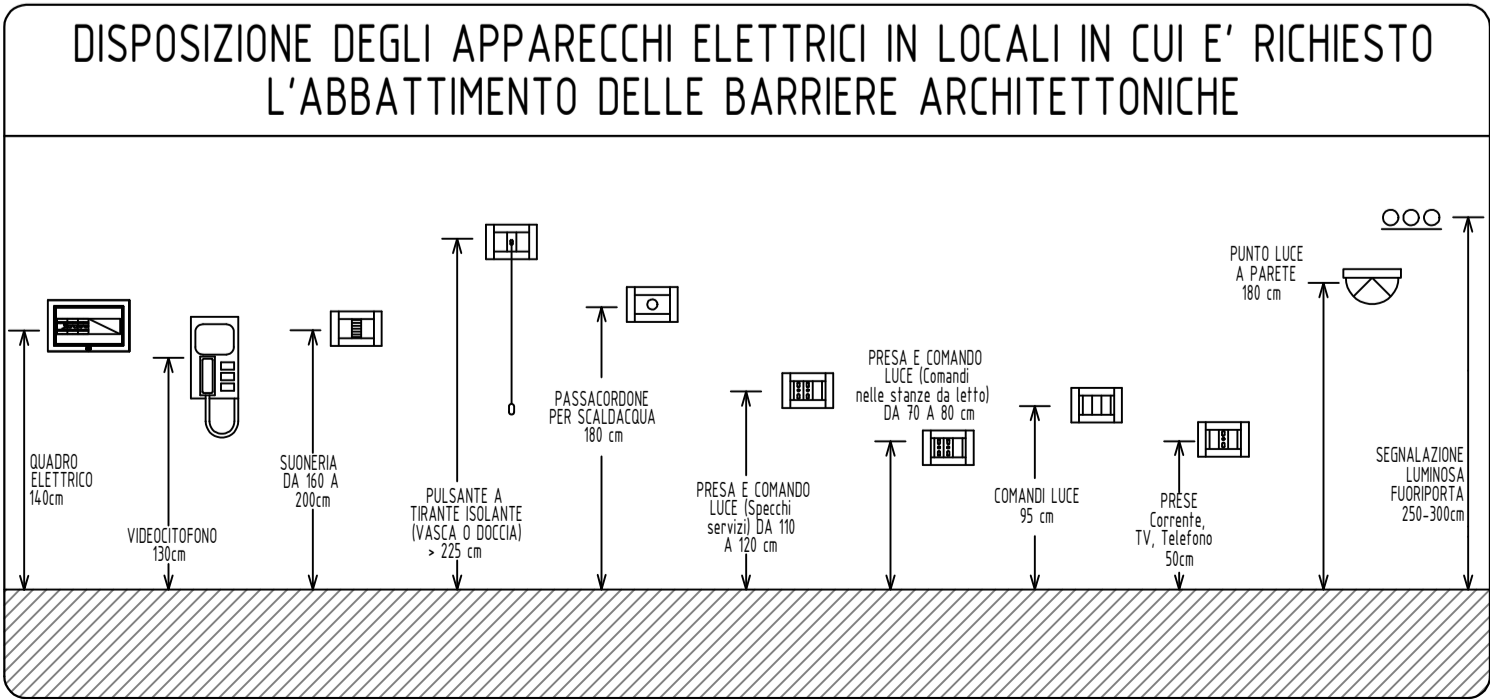 DISPOSIZIONE DEGLI APPARECCHI ELETTRICI IN LOCALI IN CUI E' RICHIESTO
L'ABBATTIMENTO DELLE BARRIERE ARCHITETTONICHE
QUADRO
ELETTRICO
140cm
VIDEOCITOFONO
130cm
SUONERIA
DA 160 A
200cm
PULSANTE A
TIRANTE ISOLANTE
(VASCA O DOCCIA)
> 225 cm
PASSACORDONE
PER SCALDACQUA
180 cm
PRESA E COMANDO
LUCE (Specchi
servizi) DA 110
A 120 cm
PRESA E COMANDO
LUCE (Comandi
nelle stanze da letto)
DA 70 A 80 cm
COMANDI LUCE
95 cm
PRESE
Corrente,
TV, Telefono
50cm
PUNTO LUCE
A PARETE
180 cm
SEGNALAZIONE
LUMINOSA
FUORIPORTA
250-300cm